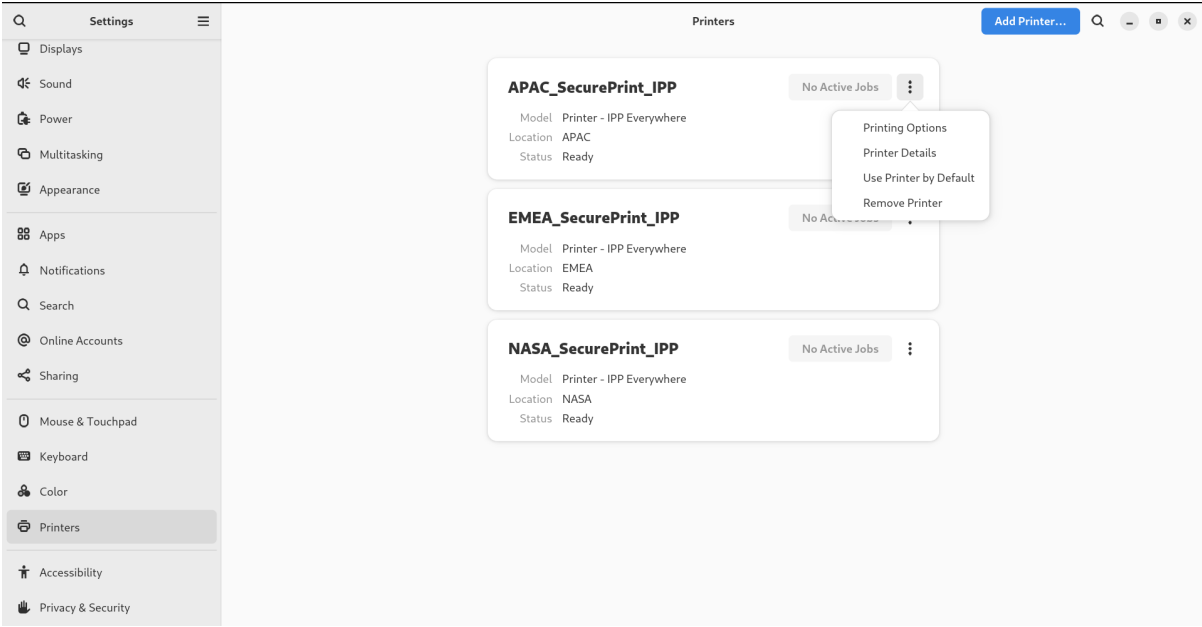 Settings
Displays
Sound
Power
Multitasking
Appearance
Apps
Notifications
Search
Online Accounts
Sharing
Mouse & Touchpad
Keyboard
Color
Printers
Accessibility
Privacy & Security
Printers
Add Printer...
APAC_SecurePrint_IPP
No Active Jobs
Model Printer - IPP Everywhere
Location APAC
Status Ready
Printing Options
Printer Details
Use Printer by Default
Remove Printer
EMEA_SecurePrint_IPP
No Active Jobs
Model Printer - IPP Everywhere
Location EMEA
Status Ready
NASA_SecurePrint_IPP
No Active Jobs
Model Printer - IPP Everywhere
Location NASA
Status Ready